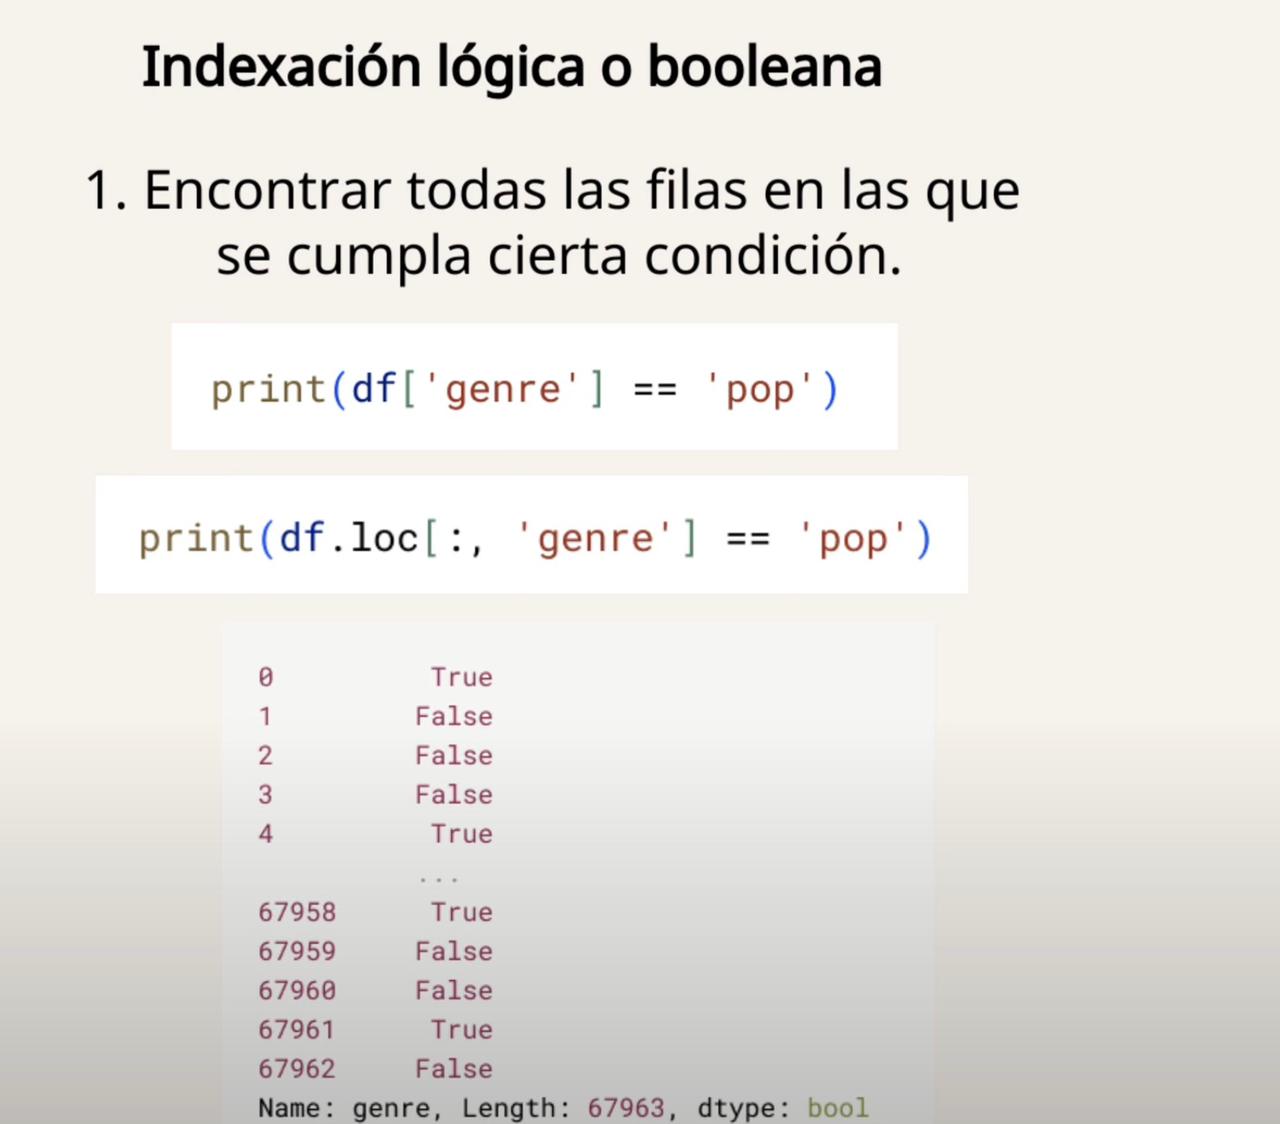 Indexación lógica o booleana
1. Encontrar todas las filas en las que
se cumpla cierta condición.
print(df['genre'] == 'pop')
print(df.loc[:, 'genre'] == 'pop')
0 True
1 False
2 False
3 False
4 True
...
67958 True
67959 False
67960 False
67961 True
67962 False
Name: genre, Length: 67963, dtype: bool